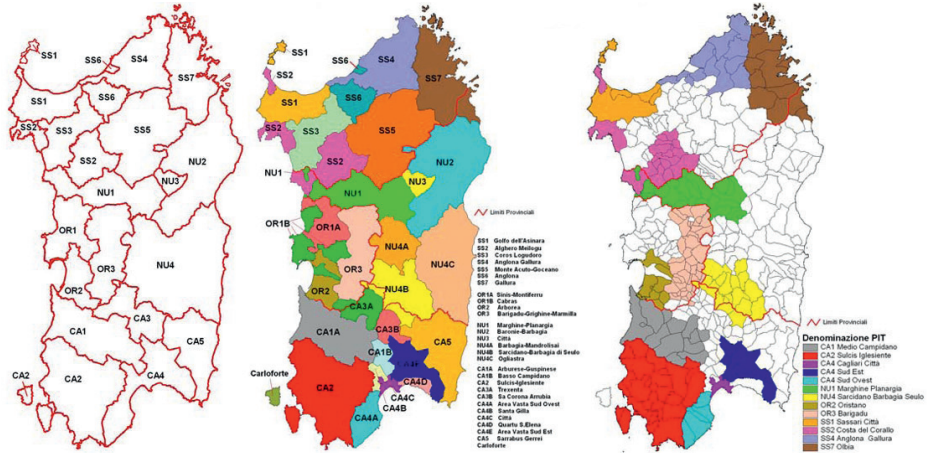 SS1
SS6
SS4
SS7
SS1
SS6
SS2
SS3
SS5
SS2
NU2
NU3
NU1
OR1
OR3
NU4
OR2
CA1
CA3
CA5
CA2
CA2
CA4
SS1
SS6
SS4
SS2
SS7
SS1
SS6
SS2
SS3
SS5
SS2
NU2
NU1
NU3
NU1
OR1B
OR1A
NU4A
OR3
NU4C
OR2
NU4B
CA3A
CA1A
CA3B
CA5
CA1B
CA2
CA4D
Carloforte
CA4C
CA4A
CA4B
Limiti Provinciali
SS1 Golfo dell'Asinara
SS2 Alghero Meilogu
SS3 Coros Logudoro
SS4 Anglona Gallura
SS5 Monte Acuto-Goceano
SS6 Anglona
SS7 Gallura
OR1A Sinis-Montiferru
OR1B Cabras
OR2 Arborea
OR3 Barigadu-Grighine-Marmilla
NU1 Marghine-Planargia
NU2 Baronie-Barbagia
NU3 Città
NU4A Barbagia-Mandrolisai
NU4B Sarcidano-Barbagia di Seulo
NU4C Ogliastra
CA1A Arburese-Guspinese
CA1B Basso Campidano
CA2 Sulcis-Iglesiente
CA3A Trexenta
CA3B Sa Corona Arrubia
CA4A Area Vasta Sud Ovest
CA4B Santa Gilla
CA4C Città
CA4D Quartu S.Elena
CA4E Area Vasta Sud Est
CA5 Sarrabus Gerrei
Carloforte
Limiti Provinciali
Denominazione PIT
CA1 Medio Campidano
CA2 Sulcis Iglesiente
CA4 Cagliari Città
CA4 Sud Est
CA4 Sud Ovest
NU1 Marghine Planargia
NU4 Sarcidano Barbagia Seulo
OR2 Oristano
OR3 Barigadu
SS1 Sassari Città
SS2 Costa del Corallo
SS4 Anglona Gallura
SS7 Olbia